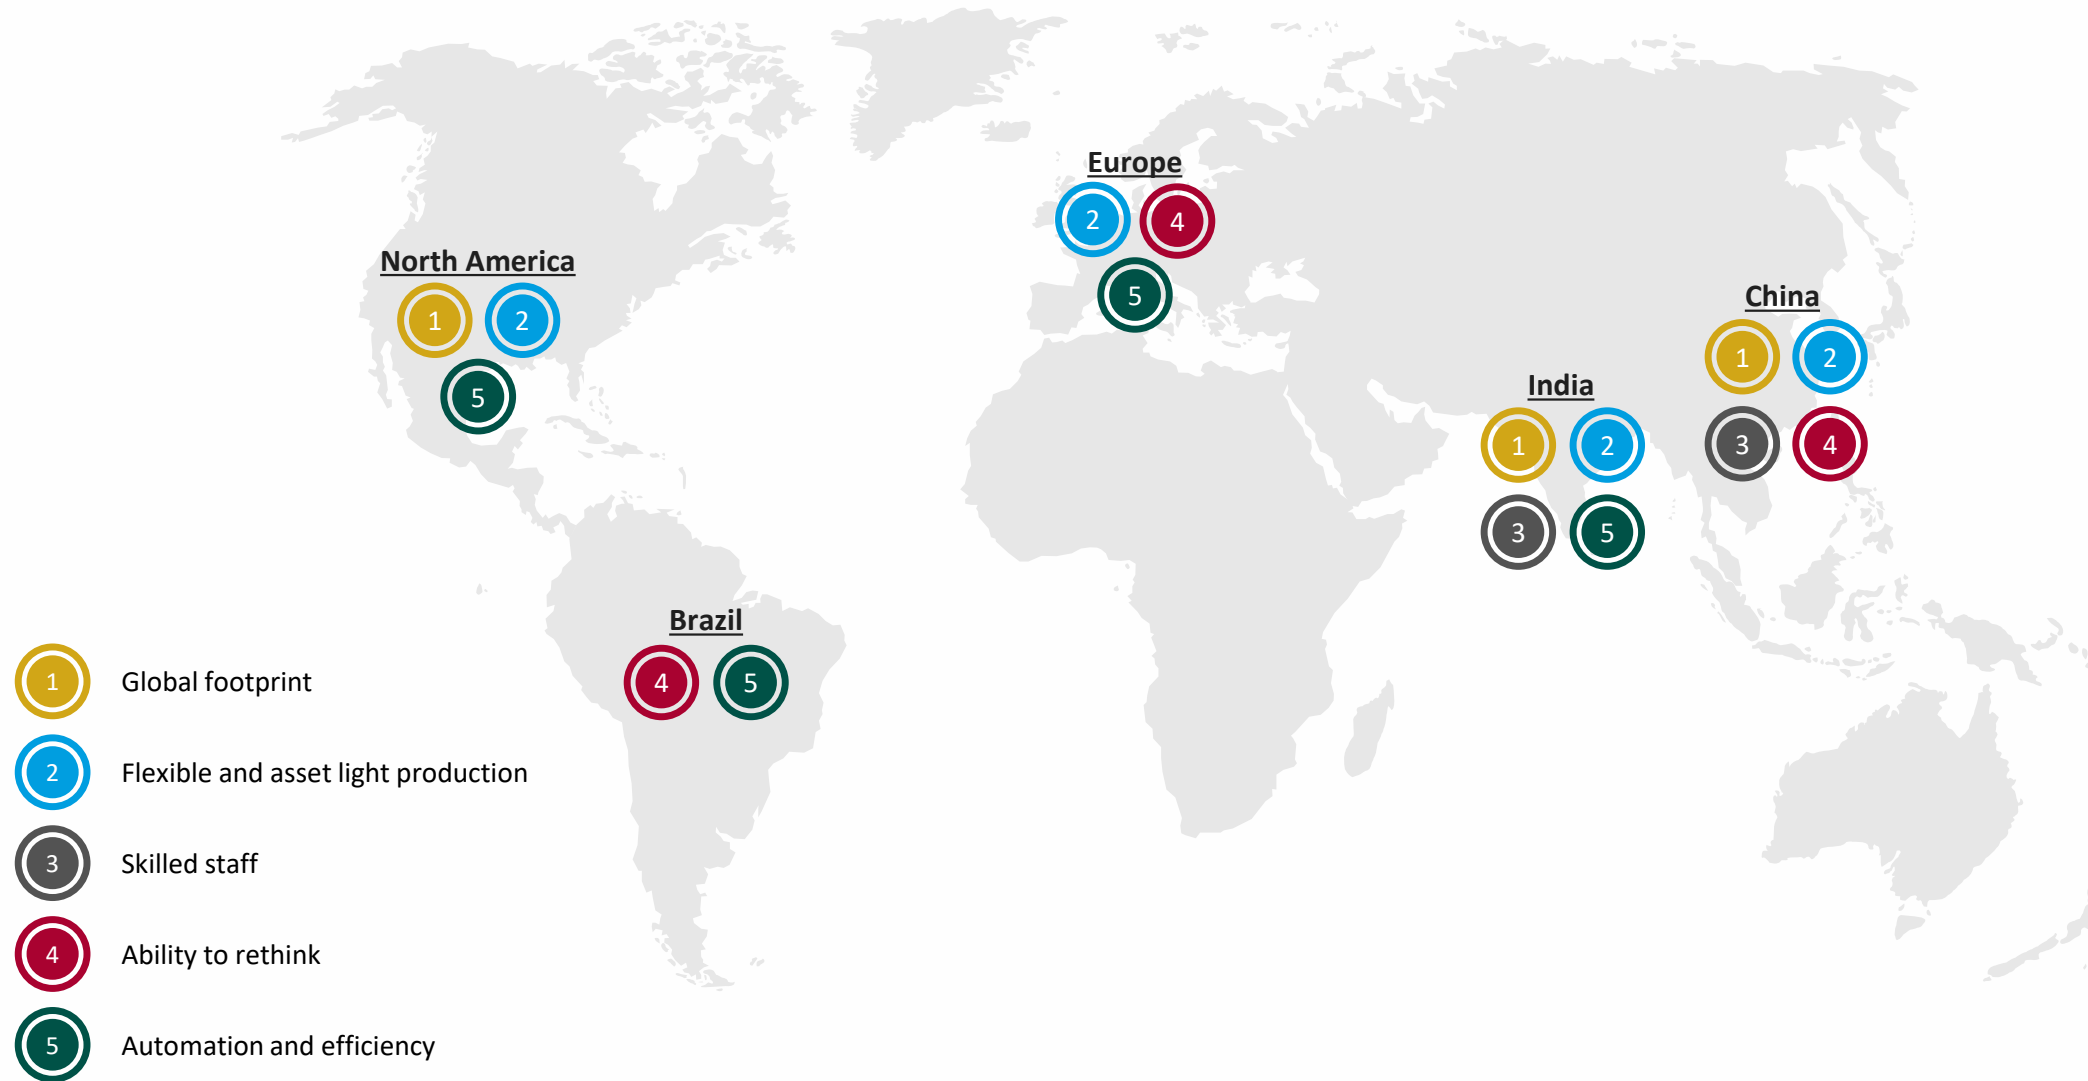 Europe
2 4
5
North America
1 2
5
China
1 2
3 4
India
1 2
3 5
Brazil
4 5
1 Global footprint
2 Flexible and asset light production
3 Skilled staff
4 Ability to rethink
5 Automation and efficiency